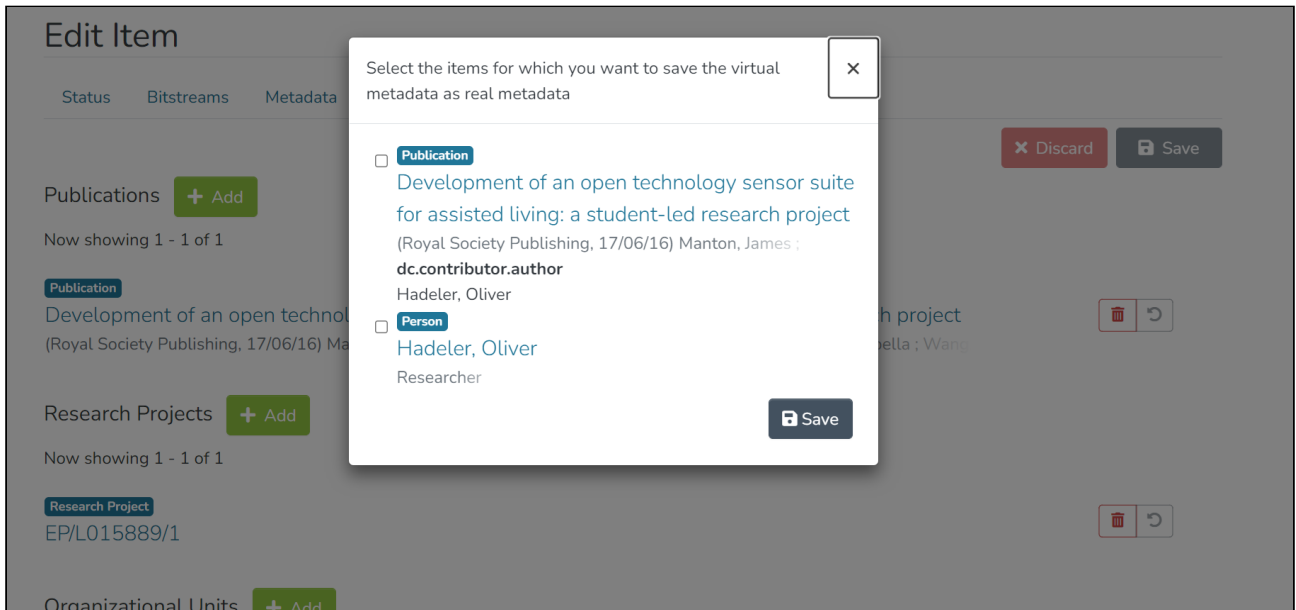 Edit Item
Select the items for which you want to save the virtual
metadata as real metadata
×
Status Bitstreams Metadata
Discard Save
Publications + Add
Now showing 1 - 1 of 1
Publication
Development of an open technol
h project
(Royal Society Publishing, 17/06/16) Ma
ella ; Wang
Publication
Development of an open technology sensor suite
for assisted living: a student-led research project
(Royal Society Publishing, 17/06/16) Manton, James ;
dc.contributor.author
Hadeler, Oliver
Person
Hadeler, Oliver
Researcher
Save
Research Projects + Add
Now showing 1 - 1 of 1
Research Project
EP/L015889/1
Organizational Units + Add